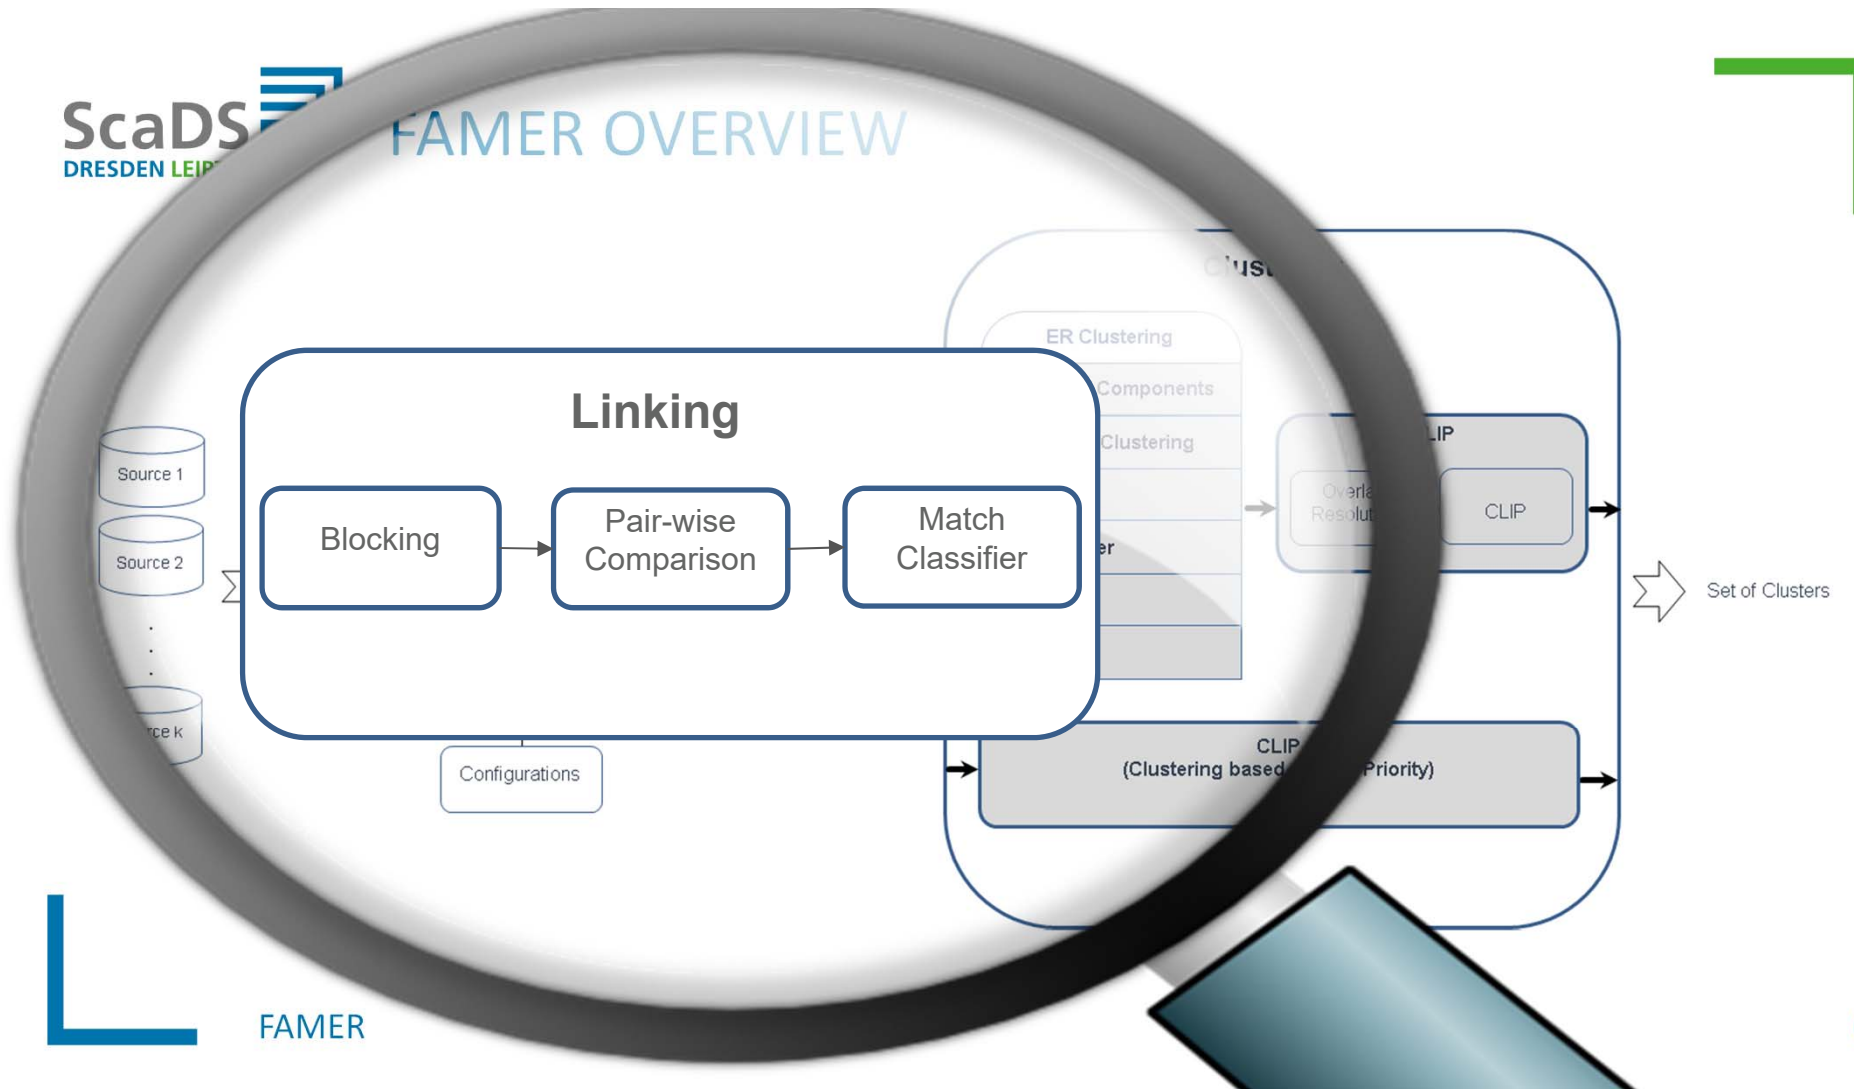 ScaDS
DRESDEN
FAMER OVERVIEW
ER Clustering
Components
Clustering
Linking
Source 1
Source 2
Blocking
Pair-wise
Comparison
Match
Classifier
CLIP
Set of Clusters
Configurations
CLIP
(Clustering based
Priority)
FAMER